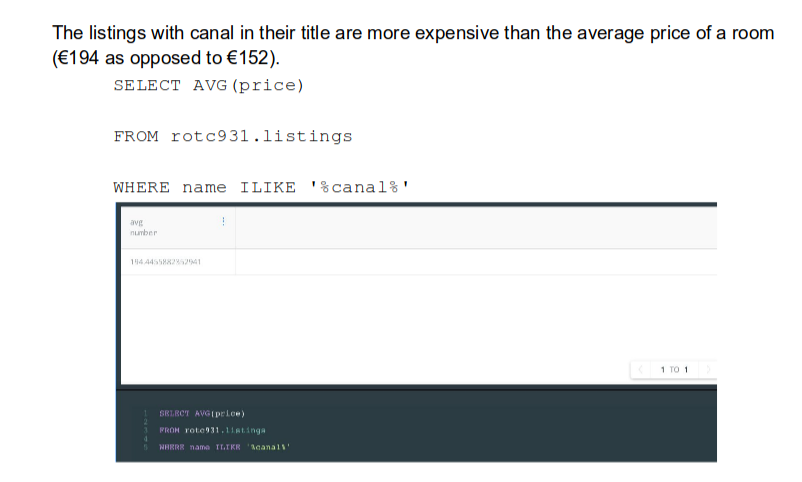 The listings with canal in their title are more expensive than the average price of a room
(€194 as opposed to €152).
SELECT AVG(price)
FROM rotc931.listings
WHERE name ILIKE '%canal%'
avg
number
194.4455882352941
1 TO 1
1 SELECT AVG(price)
2
3 FROM rotc931.listings
4
5 WHERE name ILIKE '%canal%'